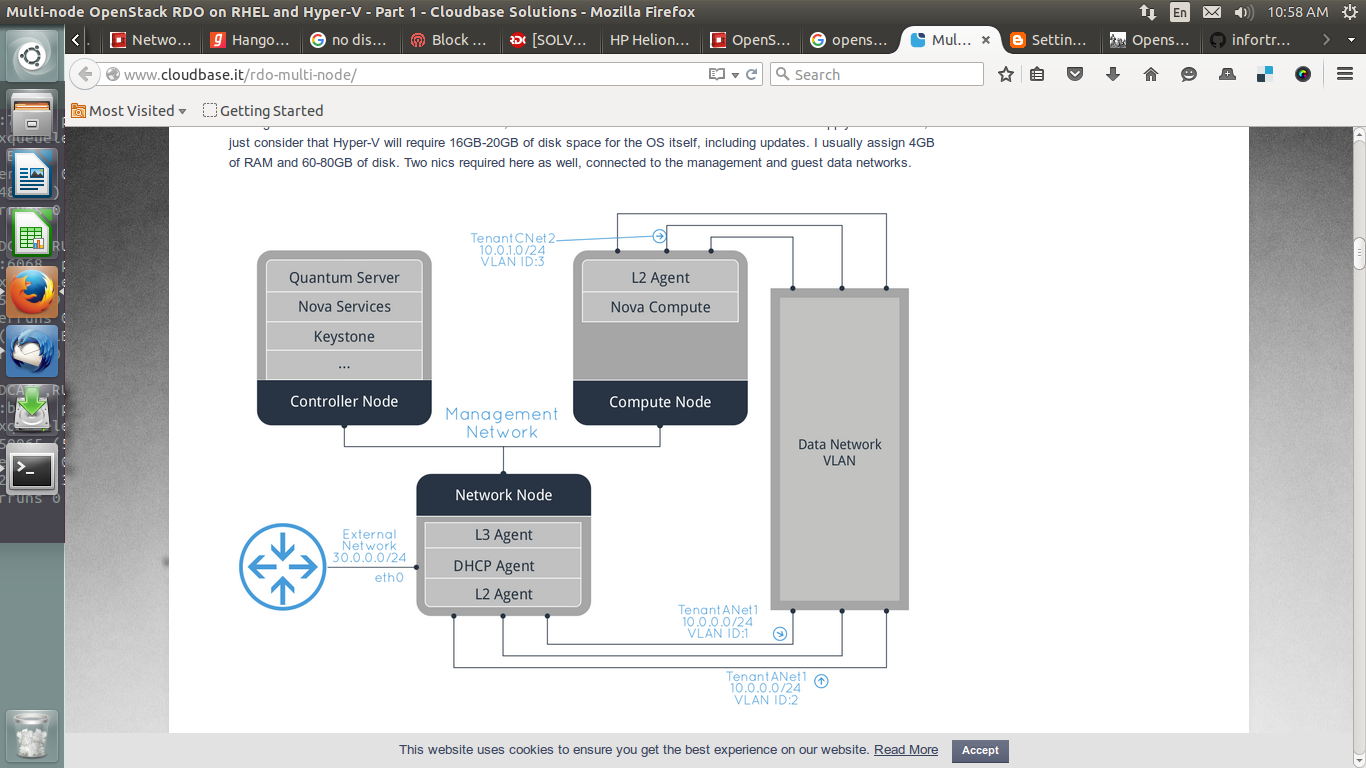 Multi-node OpenStack RDO on RHEL and Hyper-V - Part 1 - Cloudbase Solutions - Mozilla Firefox
En
10:58 AM
Netwo…
Hango…
no dis…
Block …
[SOLV…
HP Helion…
OpenS…
opens…
Mul…
Settin…
Opens…
infortr…
www.cloudbase.it/rdo-multi-node/
Search
Most Visited
Getting Started
just consider that Hyper-V will require 16GB-20GB of disk space for the OS itself, including updates. I usually assign 4GB
of RAM and 60-80GB of disk. Two nics required here as well, connected to the management and guest data networks.
TenantCNet2
10.0.1.0/24
VLAN ID:3
Quantum Server
Nova Services
Keystone
...
Controller Node
L2 Agent
Nova Compute
Compute Node
Management
Network
Data Network
VLAN
Network Node
L3 Agent
DHCP Agent
L2 Agent
External
Network
30.0.0.0/24
eth0
TenantANet1
10.0.0.0/24
VLAN ID:1
TenantANet1
10.0.0.0/24
VLAN ID:2
This website uses cookies to ensure you get the best experience on our website. Read More
Accept